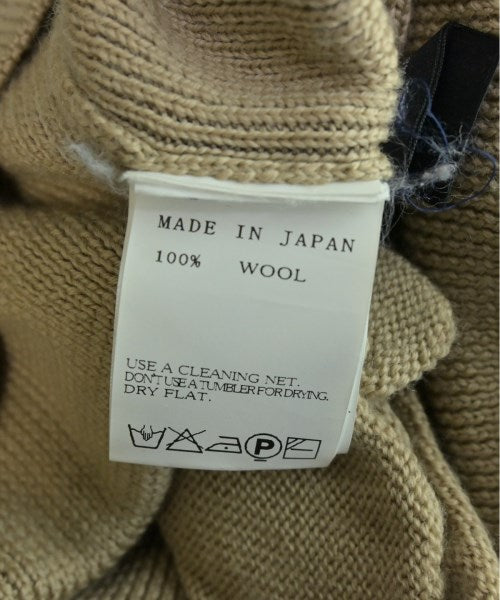 MADE IN JAPAN
100% WOOL
USE A CLEANING NET.
DON'T USE A TUMBLER FOR DRYING.
DRY FLAT.
P